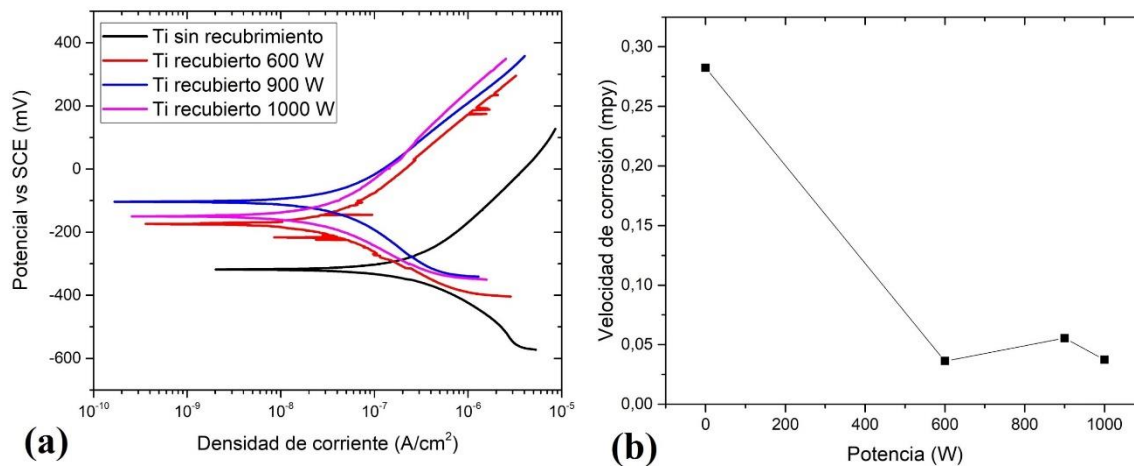 Ti sin recubrimiento
Ti recubierto 600 W
Ti recubierto 900 W
Ti recubierto 1000 W
Potencial vs SCE (mV)
400
200
0
-200
-400
-600
10^-10
10^-9
10^-8
10^-7
10^-6
10^-5
Densidad de corriente (A/cm^2)
(a)
Velocidad de corrosión (mpy)
0,30
0,25
0,20
0,15
0,10
0,05
0,00
0
200
400
600
800
1000
Potencia (W)
(b)